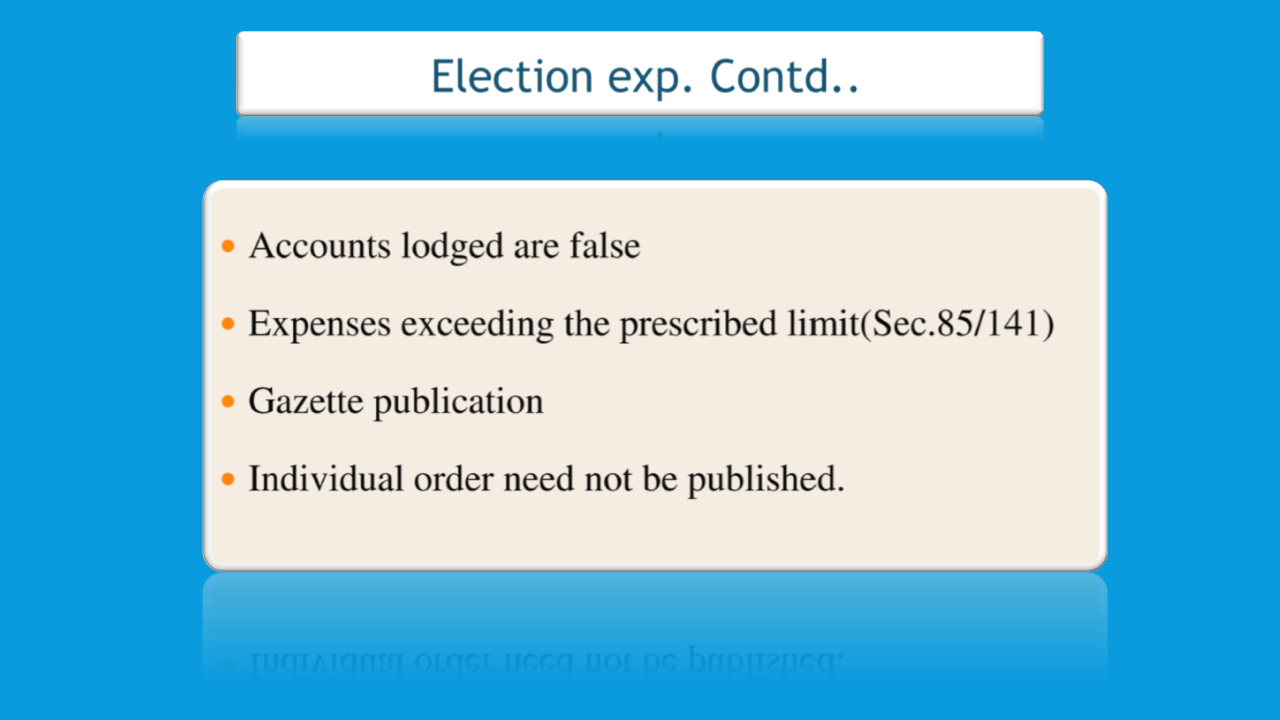 Election exp. Contd..
• Accounts lodged are false
• Expenses exceeding the prescribed limit(Sec.85/141)
• Gazette publication
• Individual order need not be published.